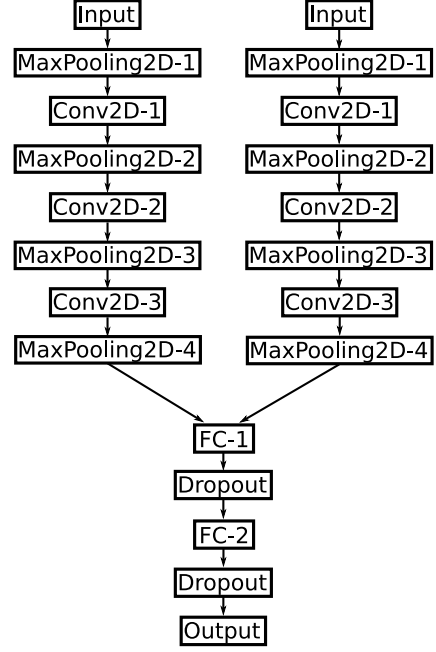 Input
Input
MaxPooling2D-1
MaxPooling2D-1
Conv2D-1
Conv2D-1
MaxPooling2D-2
MaxPooling2D-2
Conv2D-2
Conv2D-2
MaxPooling2D-3
MaxPooling2D-3
Conv2D-3
Conv2D-3
MaxPooling2D-4
MaxPooling2D-4
FC-1
Dropout
FC-2
Dropout
Output